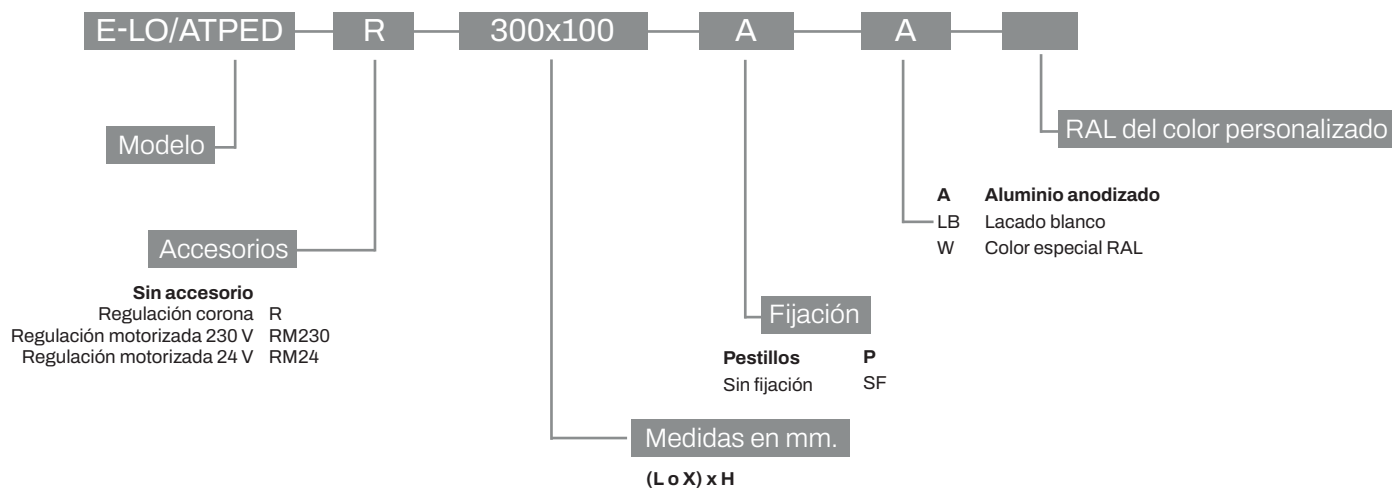 E-LO/ATPED R 300x100 A A
Modelo
RAL del color personalizado
A Aluminio anodizado
LB Lacado blanco
W Color especial RAL
Accesorios
Sin accesorio
Regulación corona R
Regulación motorizada 230 V RM230
Regulación motorizada 24 V RM24
Fijación
Pestillos P
Sin fijación SF
Medidas en mm.
(L o X) x H